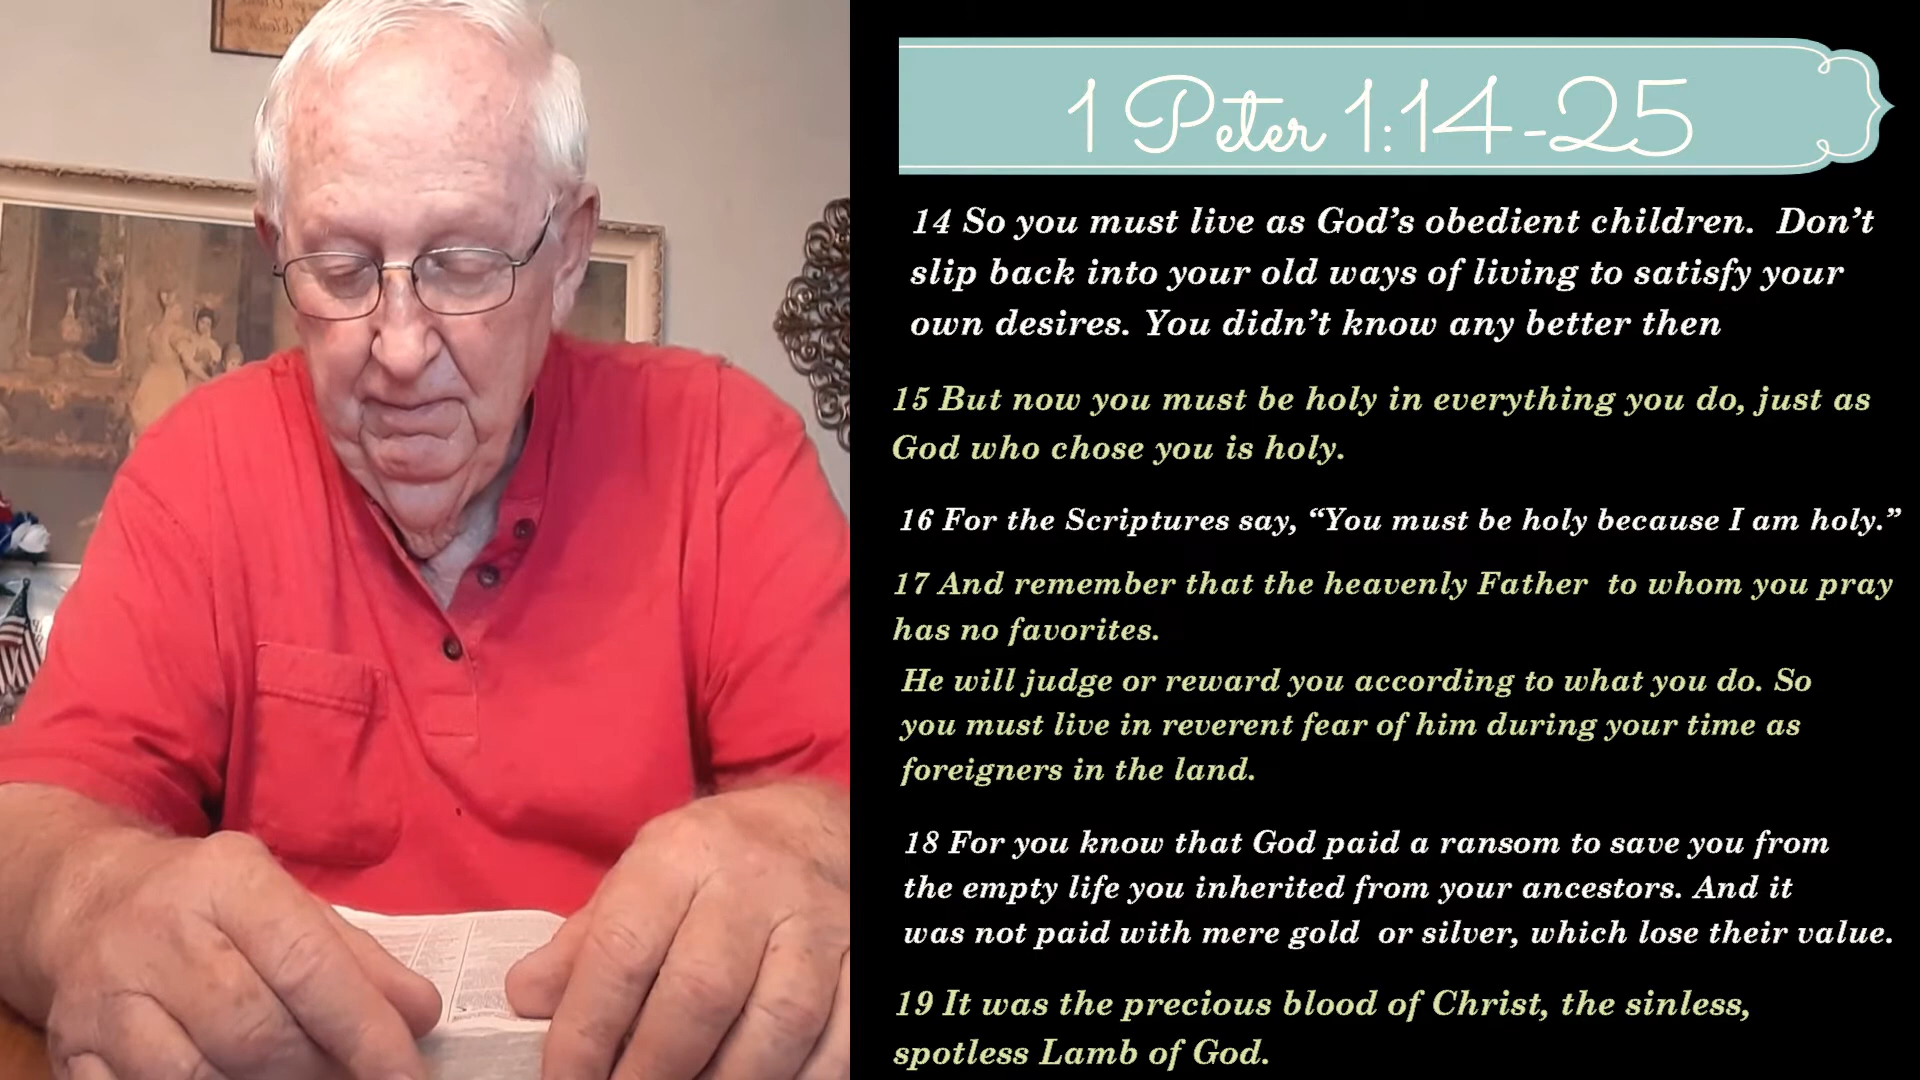 1 Peter 1:14-25
14 So you must live as God’s obedient children.  Don’t
slip back into your old ways of living to satisfy your
own desires. You didn’t know any better then
15 But now you must be holy in everything you do, just as
God who chose you is holy.
16 For the Scriptures say, “You must be holy because I am holy.”
17 And remember that the heavenly Father  to whom you pray
has no favorites.
He will judge or reward you according to what you do. So
you must live in reverent fear of him during your time as
foreigners in the land.
18 For you know that God paid a ransom to save you from
the empty life you inherited from your ancestors. And it
was not paid with mere gold  or silver, which lose their value.
19 It was the precious blood of Christ, the sinless,
spotless Lamb of God.